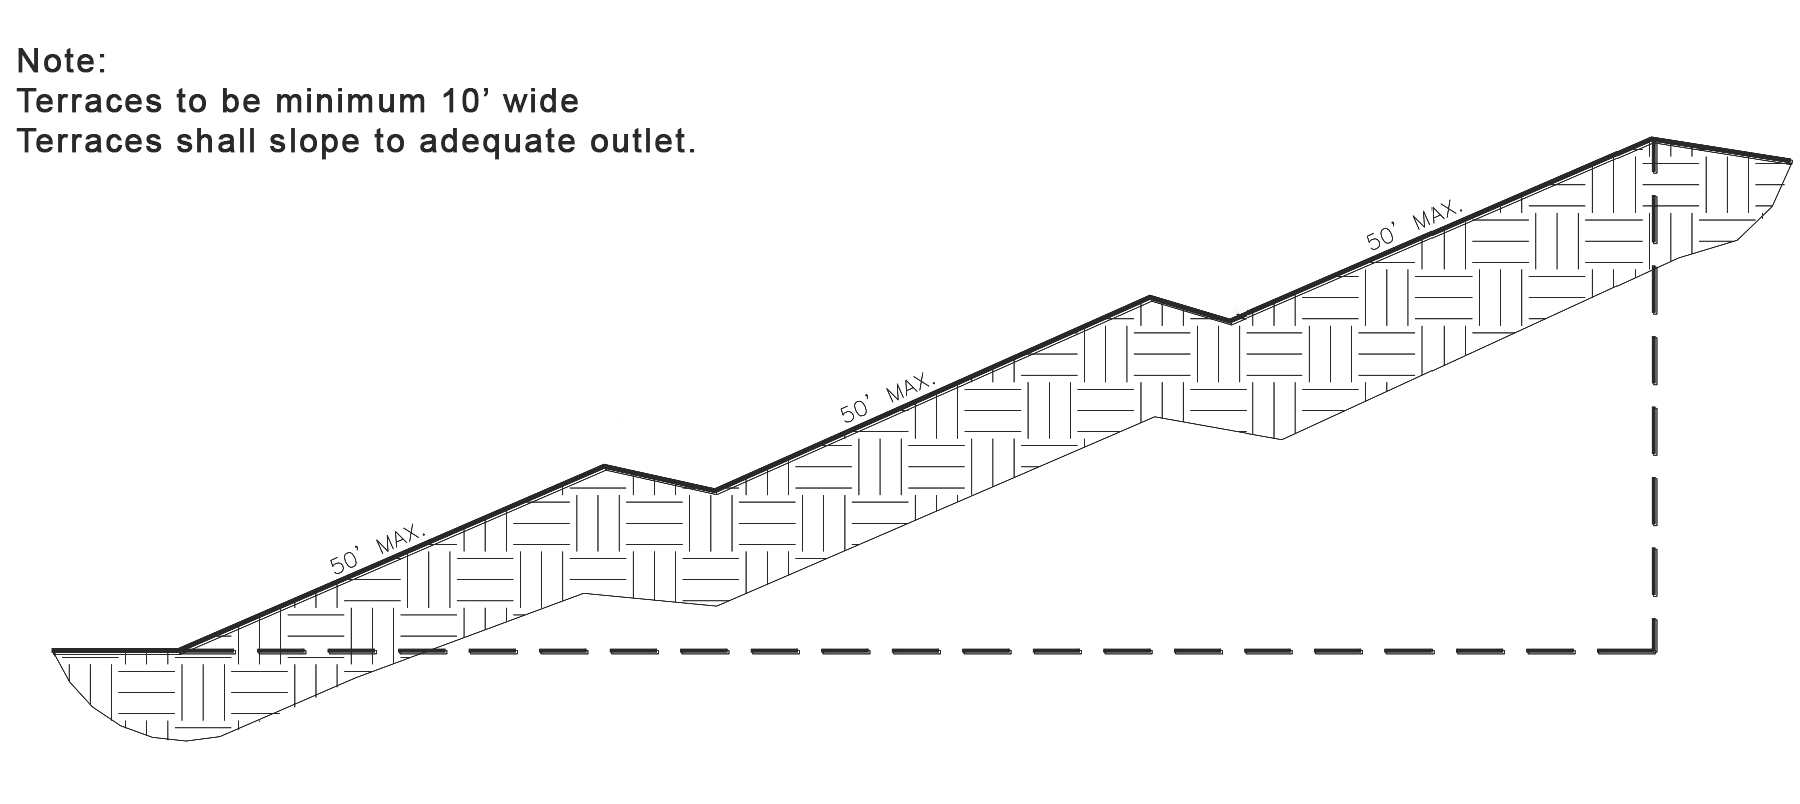 Note:
Terraces to be minimum 10’ wide
Terraces shall slope to adequate outlet.
50’ MAX.
50’ MAX.
50’ MAX.